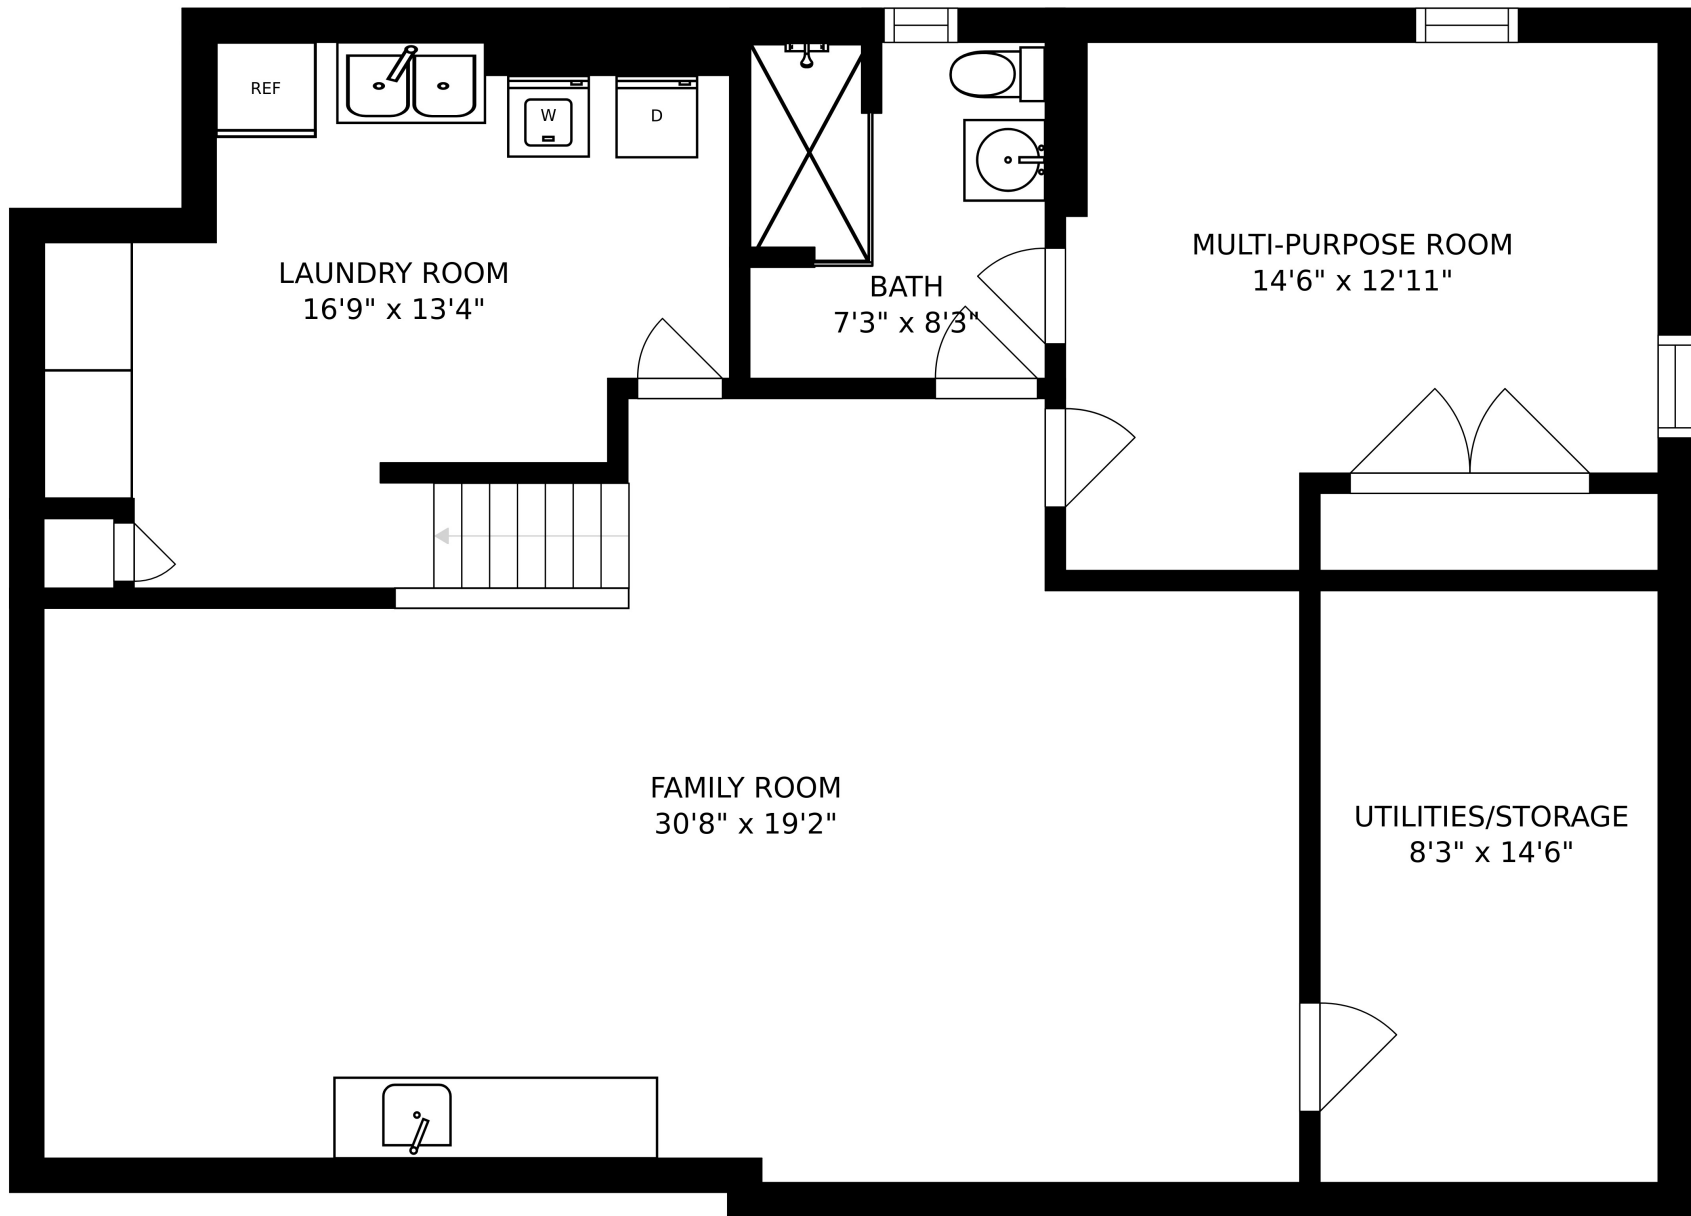 REF
W
D
LAUNDRY ROOM
16'9" x 13'4"
BATH
7'3" x 8'3"
MULTI-PURPOSE ROOM
14'6" x 12'11"
FAMILY ROOM
30'8" x 19'2"
UTILITIES/STORAGE
8'3" x 14'6"